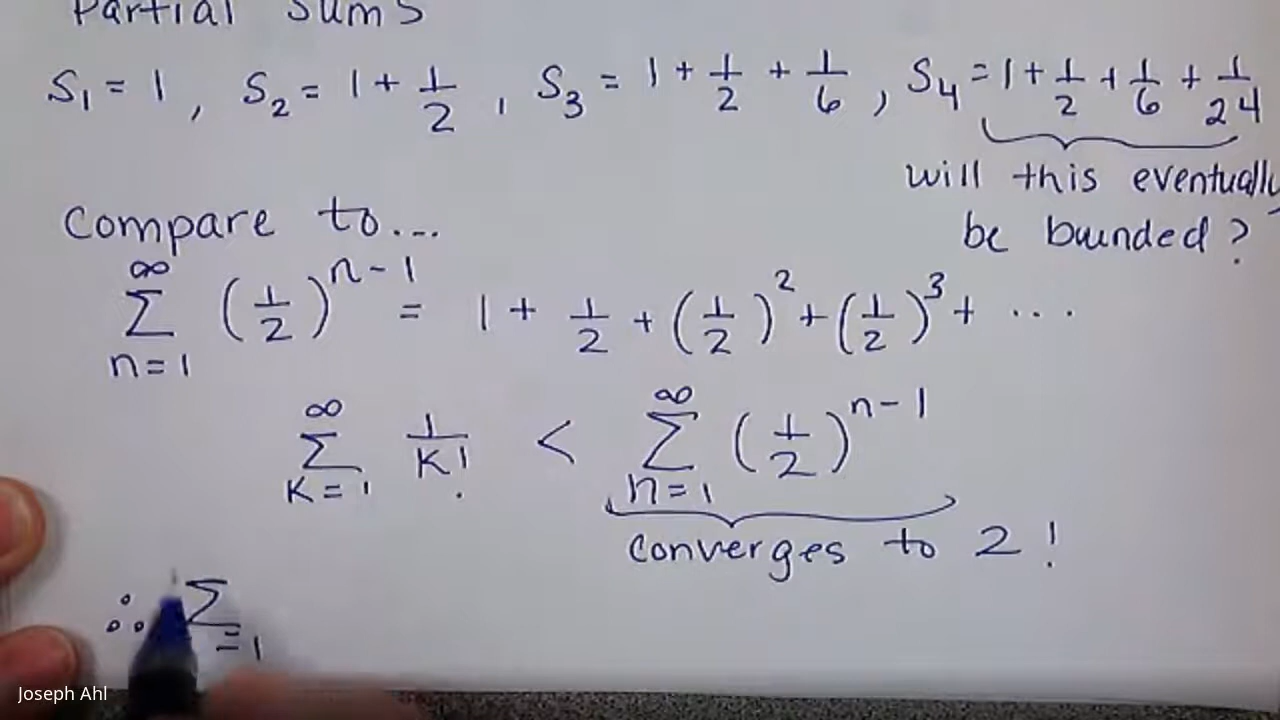 Partial Sums
S₁ = 1 , S₂ = 1 + 1/2 , S₃ = 1 + 1/2 + 1/6 , S₄ = 1 + 1/2 + 1/6 + 1/24
will this eventually
be bounded ?
Compare to...
∑_{n=1}^{∞} (1/2)^{n-1} = 1 + 1/2 + (1/2)^2 + (1/2)^3 + ...
∑_{K=1}^{∞} 1/K! < ∑_{n=1}^{∞} (1/2)^{n-1}
converges to 2 !
∴ ∑_{=1}
Joseph Ahl